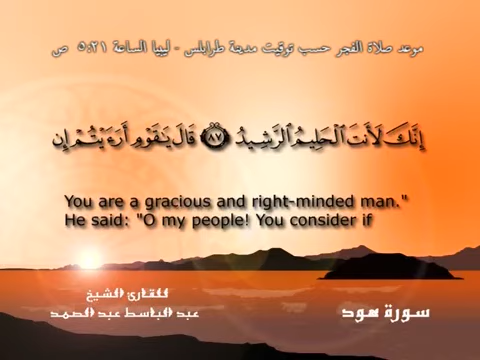 موعد صلاة الفجر حسب توقيت مدينة طرابلس - ليبيا الساعة ٥:٢١ ص
إِنَّكَ لَأَنتَ الْحَلِيمُ الرَّشِيدُ ۝٨٧ قَالَ يَٰقَوْمِ أَرَءَيْتُمْ إِن
You are a gracious and right-minded man."
He said: "O my people! You consider if
للقارئ الشيخ
عبد الباسط عبد الصمد
سورة هود